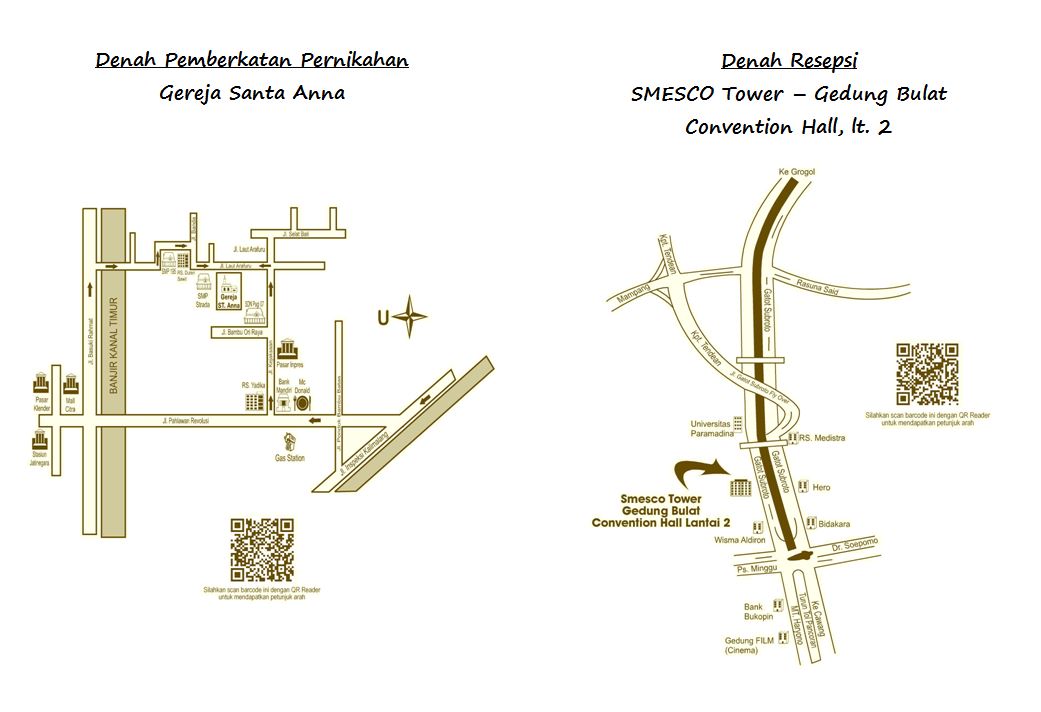 Denah Pemberkatan Pernikahan
Gereja Santa Anna
Jl. Selat Bali
Jl. Laut Arafuru
Jl. Laut Arafuru
SMP 195
RS. Duren
Sawit
SMP
Strada
Gereja
ST. Anna
SDN Pag 07
Jl. Bambu Ori Raya
Jl. Basuki Rahmat
BANJIR KANAL TIMUR
U
Pasar Inpres
Pasar
Klender
Mall
Citra
RS. Yadika
Bank
Mandiri
Mc
Donald
Jl. Pahlawan Revolusi
Stasiun
Jatinegara
Gas Station
Jl. Inspeksi Kalimalang
Silahkan scan barcode ini dengan QR Reader
untuk mendapatkan petunjuk arah
Denah Resepsi
SMESCO Tower – Gedung Bulat
Convention Hall, lt. 2
Ke Grogol
Kpt. Tendean
Mampang
Rasuna Said
Gatot Subroto
Kpt. Tendean
Jl. Gatot Subroto Fly Over
Silahkan scan barcode ini dengan QR Reader
untuk mendapatkan petunjuk arah
Universitas
Paramadina
RS. Medistra
Gatot Subroto
Gatot Subroto
Hero
Smesco Tower
Gedung Bulat
Convention Hall Lantai 2
Bidakara
Wisma Aldiron
Dr. Soepomo
Ps. Minggu
Bank
Bukopin
Ke Cawang
Turun Tol Pancoran
MT. Haryono
Gedung FILM
(Cinema)